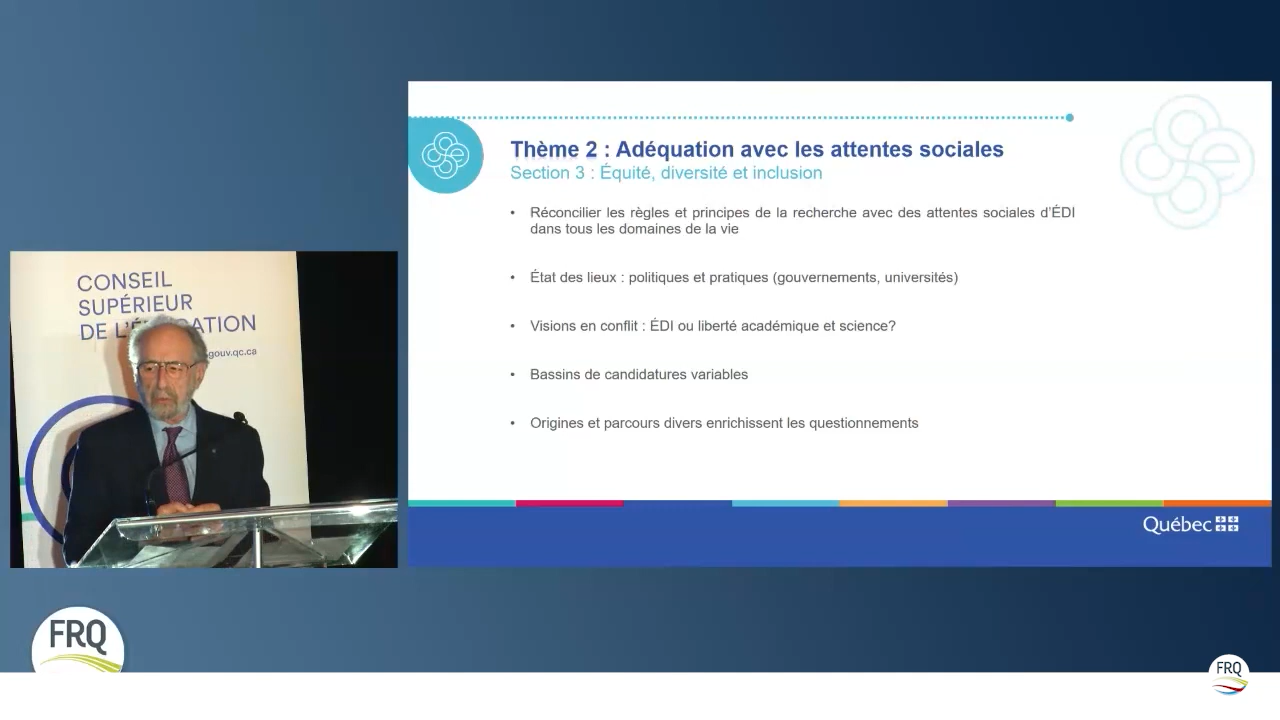 CONSEIL
SUPÉRIEUR
DE L'É ATION
gouv.qc.ca
Thème 2 : Adéquation avec les attentes sociales
Section 3 : Équité, diversité et inclusion
• Réconcilier les règles et principes de la recherche avec des attentes sociales d'ÉDI
dans tous les domaines de la vie
• État des lieux : politiques et pratiques (gouvernements, universités)
• Visions en conflit : ÉDI ou liberté académique et science?
• Bassins de candidatures variables
• Origines et parcours divers enrichissent les questionnements
Québec
FRQ
FRQ